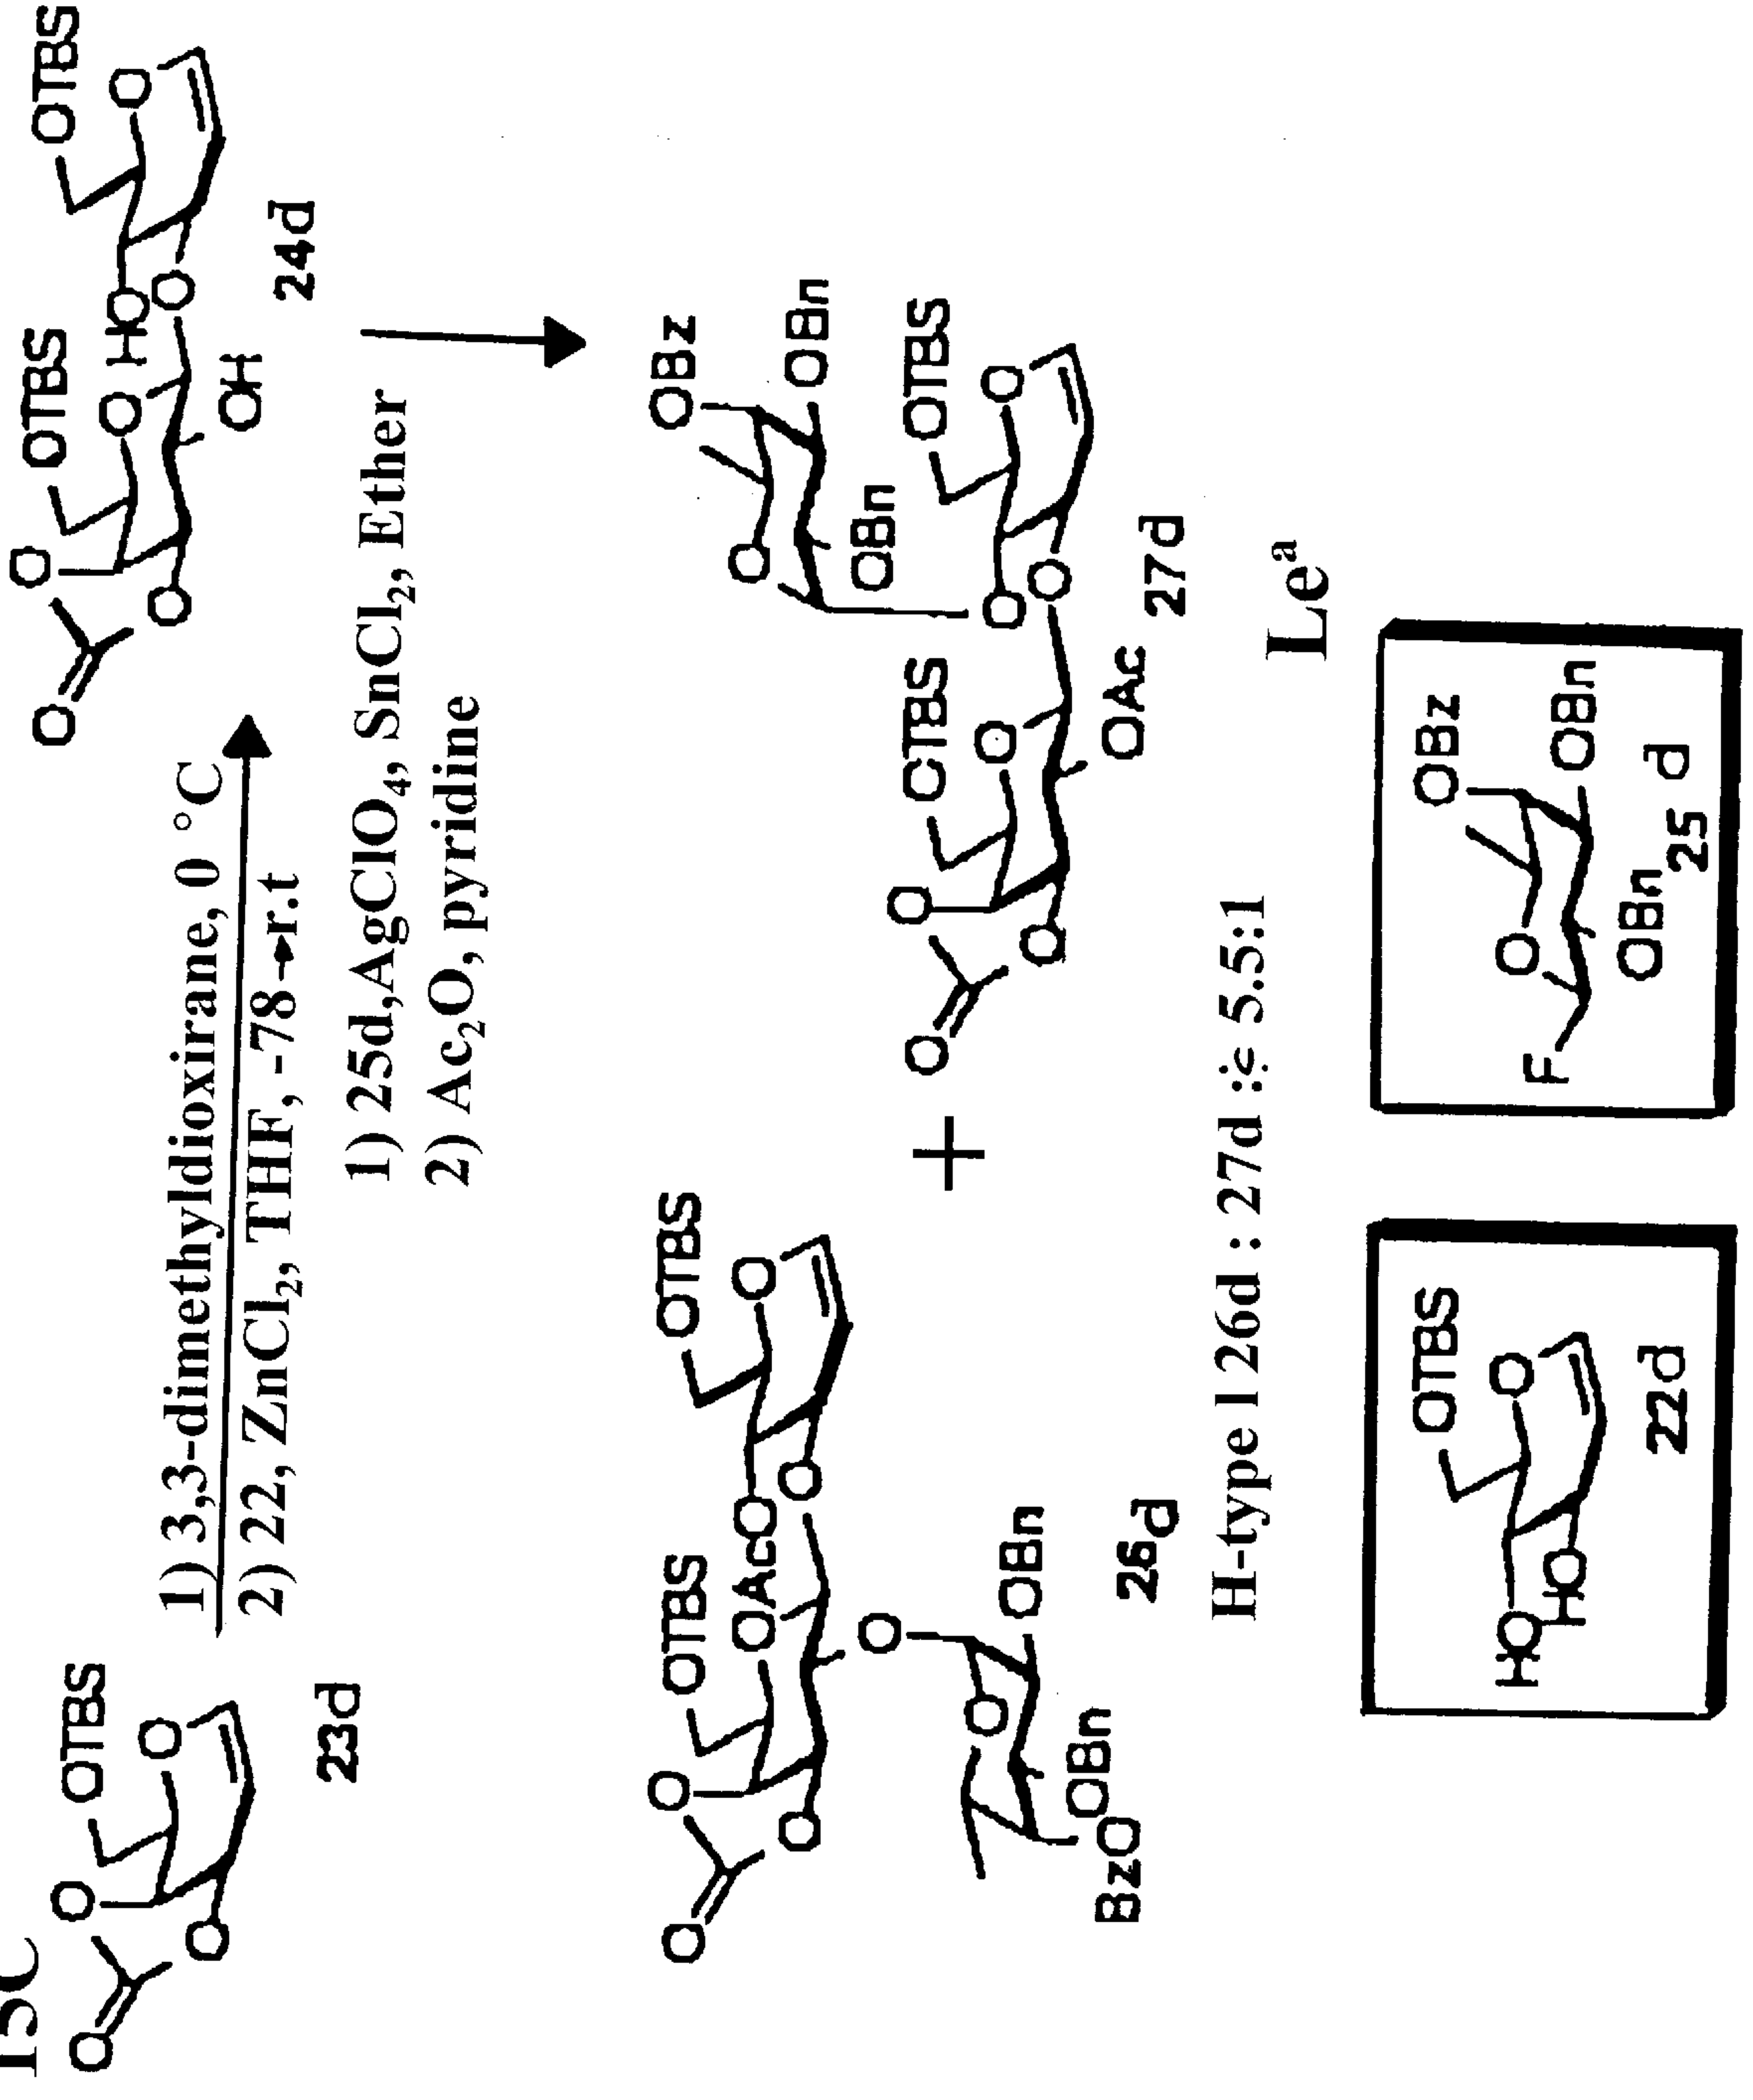 15C
OTBS
O
O
O
O
23d
1) 3,3-dimethyldioxirane, 0 °C
2) 22, ZnCl2, THF, -78→r.t
OTBS
OTBS
O
O
O
O
HO
O
O
OH
24d
1) 25d,AgClO4, SnCl2, Ether
2) Ac2O, pyridine
OTBS
OTBS
O
O
OAcO
O
O
O
O
O
OBn
OBn
BzO
26d
+
OBz
OBn
O
OBn
OTBS
CTBS
O
O
O
O
O
O
O
OAc
27d
H-type 1 26d : 27d :: 5.5:1
Lea
OTBS
O
HO
HO
22d
OBz
F
O
OBn
OBn
25 d